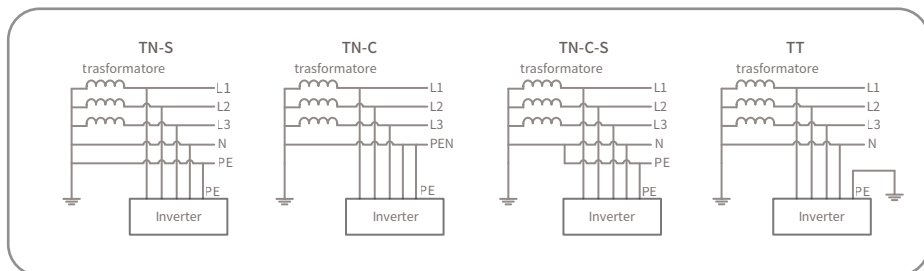 TN-S
trasformatore
L1
L2
L3
N
PE
PE
Inverter
TN-C
trasformatore
L1
L2
L3
PEN
PE
Inverter
TN-C-S
trasformatore
L1
L2
L3
N
PE
PE
Inverter
TT
trasformatore
L1
L2
L3
N
PE
Inverter